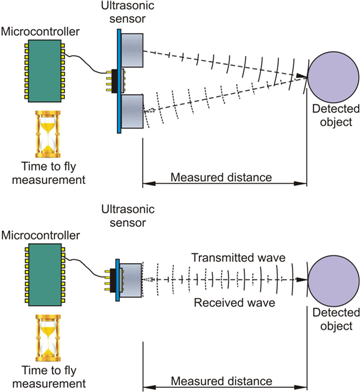 Ultrasonic
sensor
Microcontroller
Detected
object
Time to fly
measurement
Measured distance
Ultrasonic
sensor
Microcontroller
Transmitted wave
Received wave
Detected
object
Time to fly
measurement
Measured distance